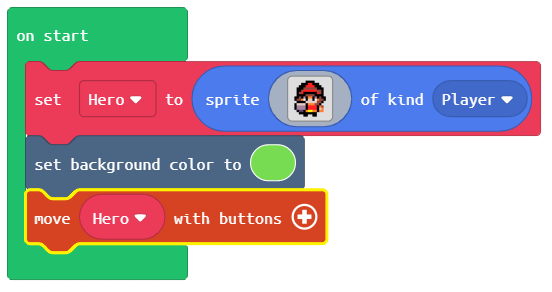 on start
set Hero to sprite of kind Player
set background color to
move Hero with buttons